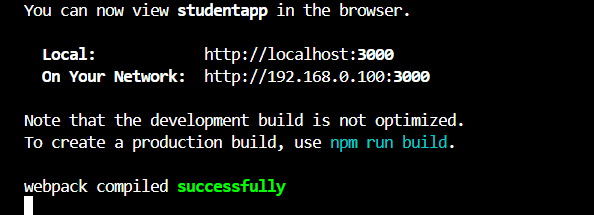 You can now view studentapp in the browser.
Local: http://localhost:3000
On Your Network: http://192.168.0.100:3000
Note that the development build is not optimized.
To create a production build, use npm run build.
webpack compiled successfully